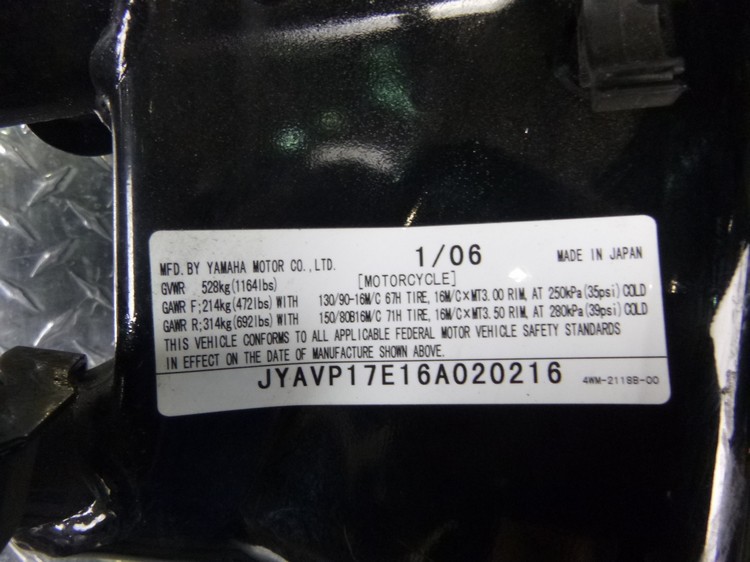 MFD. BY YAMAHA MOTOR CO., LTD. 1/06 MADE IN JAPAN
GVWR 528kg(1164lbs) [MOTORCYCLE]
GAWR F;214kg(472lbs) WITH 130/90-16M/C 67H TIRE, 16M/C×MT3.00 RIM, AT 250kPa(35psi) COLD
GAWR R;314kg(692lbs) WITH 150/80B16M/C 71H TIRE, 16M/C×MT3.50 RIM, AT 280kPa(39psi) COLD
THIS VEHICLE CONFORMS TO ALL APPLICABLE FEDERAL MOTOR VEHICLE SAFETY STANDARDS
IN EFFECT ON THE DATE OF MANUFACTURE SHOWN ABOVE.
JYAVP17E16A020216 4WM-2118B-00